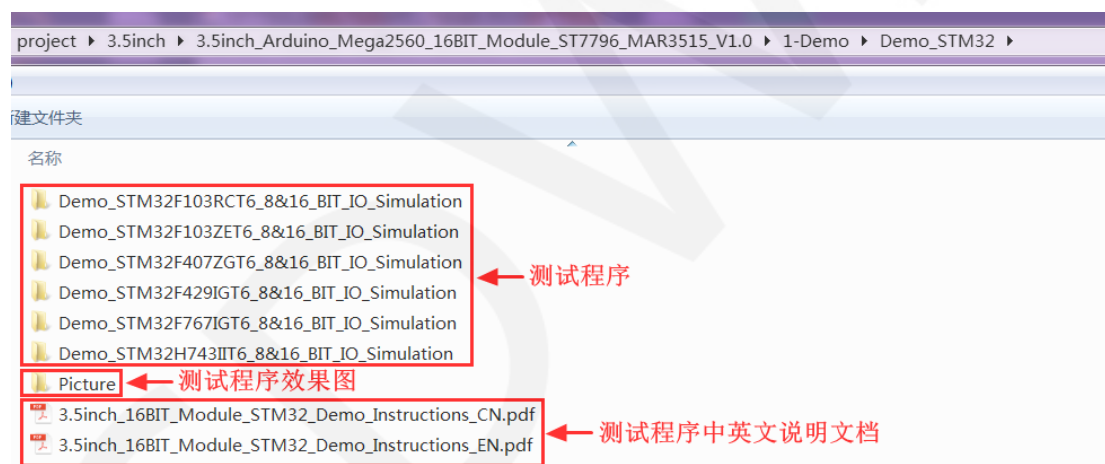 project ▸ 3.5inch ▸ 3.5inch_Arduino_Mega2560_16BIT_Module_ST7796_MAR3515_V1.0 ▸ 1-Demo ▸ Demo_STM32 ▸
建文件夹
名称
Demo_STM32F103RCT6_8&16_BIT_IO_Simulation
Demo_STM32F103ZET6_8&16_BIT_IO_Simulation
Demo_STM32F407ZGT6_8&16_BIT_IO_Simulation
测试程序
Demo_STM32F429IGT6_8&16_BIT_IO_Simulation
Demo_STM32F767IGT6_8&16_BIT_IO_Simulation
Demo_STM32H743IIT6_8&16_BIT_IO_Simulation
Picture 测试程序效果图
3.5inch_16BIT_Module_STM32_Demo_Instructions_CN.pdf
测试程序中英文说明文档
3.5inch_16BIT_Module_STM32_Demo_Instructions_EN.pdf